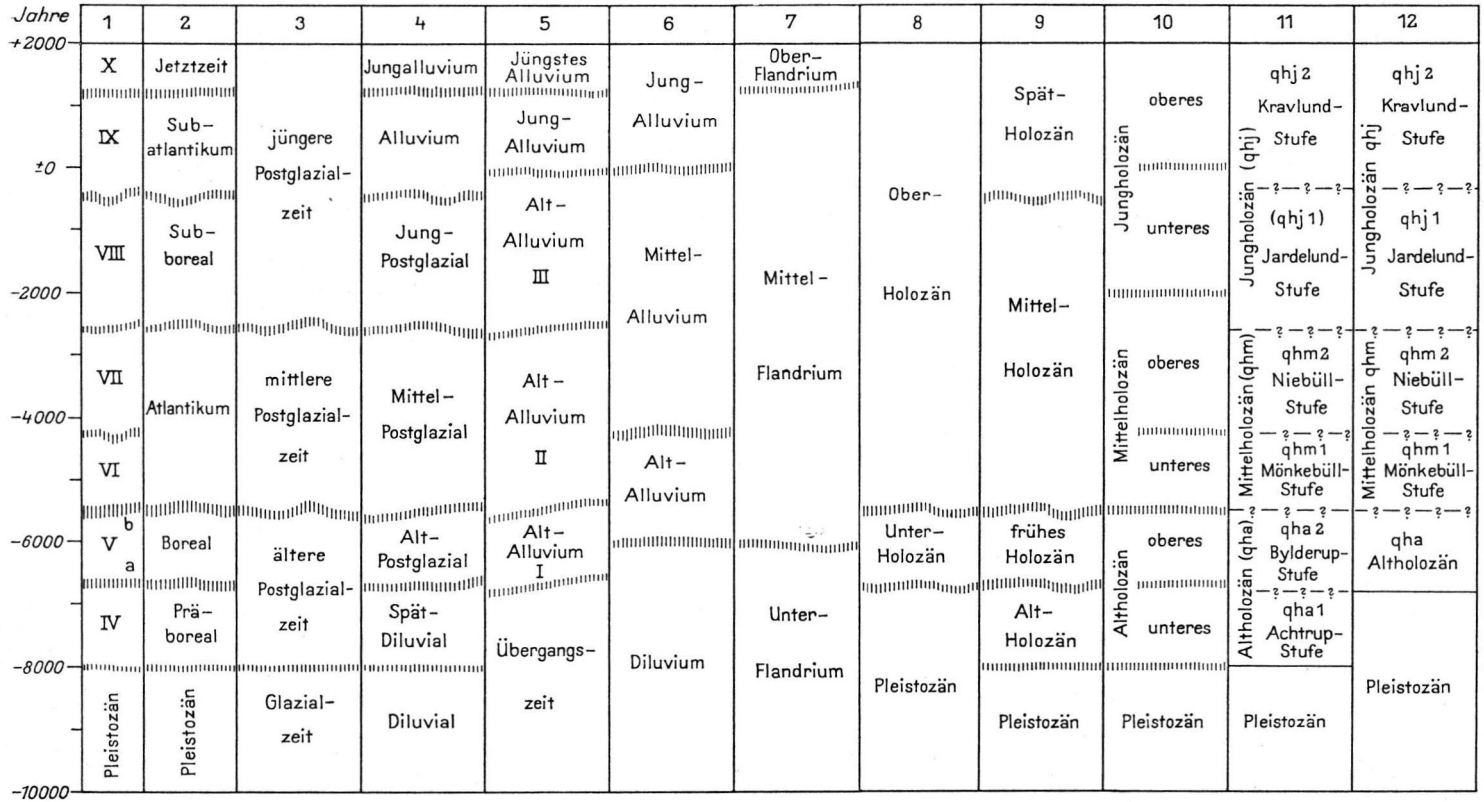 Jahre
1 2 3 4 5 6 7 8 9 10 11 12
+2000
±0
-2000
-4000
-6000
-8000
-10000
X
IX
VIII
VII
VI
V b
a
IV
Pleistozän
Jetztzeit
Sub-
atlantikum
Sub-
boreal
Atlantikum
Boreal
Prä-
boreal
Pleistozän
jüngere
Postglazial-
zeit
mittlere
Postglazial-
zeit
ältere
Postglazial-
zeit
Glazial-
zeit
Jungalluvium
Alluvium
Jung-
Postglazial
Mittel-
Postglazial
Alt-
Postglazial
Spät-
Diluvial
Diluvial
Jüngstes
Alluvium
Jung-
Alluvium
Alt-
Alluvium
III
Alt-
Alluvium
II
Alt-
Alluvium
I
Übergangs-
zeit
Jung-
Alluvium
Mittel-
Alluvium
Alt-
Alluvium
Diluvium
Ober-
Flandrium
Mittel-
Flandrium
Unter-
Flandrium
Ober-
Holozän
Unter-
Holozän
Pleistozän
Spät-
Holozän
Mittel-
Holozän
frühes
Holozän
Alt-
Holozän
Pleistozän
Jungholozän
oberes
unteres
Mittelholozän
oberes
unteres
Altholozän
oberes
unteres
Pleistozän
Jungholozän (qhj)
qhj 2
Kravlund-
Stufe
? ? ?
(qhj 1)
Jardelund-
Stufe
? ? ?
Mittelholozän (qhm)
qhm 2
Niebüll-
Stufe
? ? ?
qhm 1
Mönkebüll-
Stufe
? ? ?
Altholozän (qha)
qha 2
Bylderup-
Stufe
? ? ?
qha 1
Achtrup-
Stufe
Pleistozän
Jungholozän qhj
qhj 2
Kravlund-
Stufe
? ? ?
qhj 1
Jardelund-
Stufe
? ? ?
Mittelholozän qhm
qhm 2
Niebüll-
Stufe
? ? ?
qhm 1
Mönkebüll-
Stufe
? ? ? ?
qha
Altholozän
Pleistozän